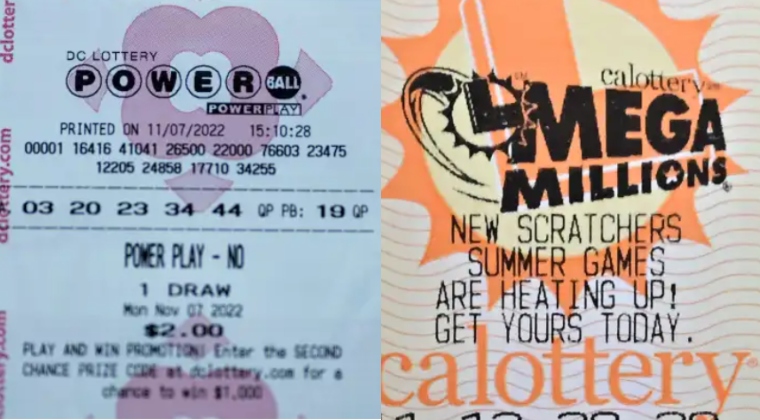 dclottery.com
DC LOTTERY
POWERBALL
POWERPLAY
PRINTED ON 11/07/2022 15:10:28
00001 16416 41041 26500 22000 76603 23475
12205 24858 17710 34255
03 20 23 34 44 QP PB: 19 QP
POWER PLAY - NO
1 DRAW
Mon Nov 07 2022
$2.00
PLAY AND WIN PROMOTION! Enter the SECOND
CHANCE PRIZE CODE at dclottery.com for a
chance to win $1,000
calottery
MEGA
MILLIONS
NEW SCRATCHERS
SUMMER GAMES
ARE HEATING UP!
GET YOURS TODAY.
calottery